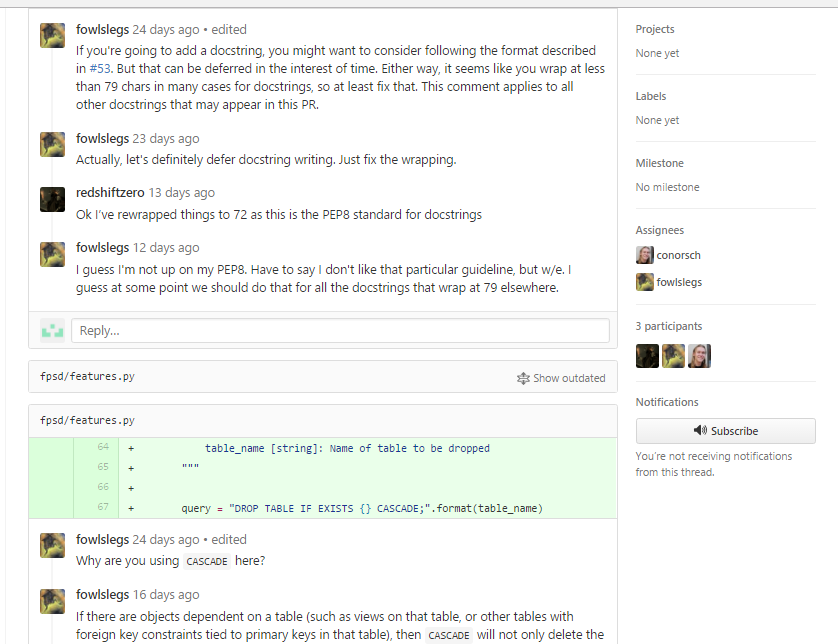 fowlslegs 24 days ago • edited
If you're going to add a docstring, you might want to consider following the format described
in #53. But that can be deferred in the interest of time. Either way, it seems like you wrap at less
than 79 chars in many cases for docstrings, so at least fix that. This comment applies to all
other docstrings that may appear in this PR.
fowlslegs 23 days ago
Actually, let's definitely defer docstring writing. Just fix the wrapping.
redshiftzero 13 days ago
Ok I've rewrapped things to 72 as this is the PEP8 standard for docstrings
fowlslegs 12 days ago
I guess I'm not up on my PEP8. Have to say I don't like that particular guideline, but w/e. I
guess at some point we should do that for all the docstrings that wrap at 79 elsewhere.
Reply...
fpsd/features.py
Show outdated
fpsd/features.py
64 + table_name [string]: Name of table to be dropped
65 + """
66 +
67 + query = "DROP TABLE IF EXISTS {} CASCADE;".format(table_name)
fowlslegs 24 days ago • edited
Why are you using CASCADE here?
fowlslegs 16 days ago
If there are objects dependent on a table (such as views on that table, or other tables with
foreign key constraints tied to primary keys in that table), then CASCADE will not only delete the
Projects
None yet
Labels
None yet
Milestone
No milestone
Assignees
conorsch
fowlslegs
3 participants
Notifications
Subscribe
You're not receiving notifications
from this thread.